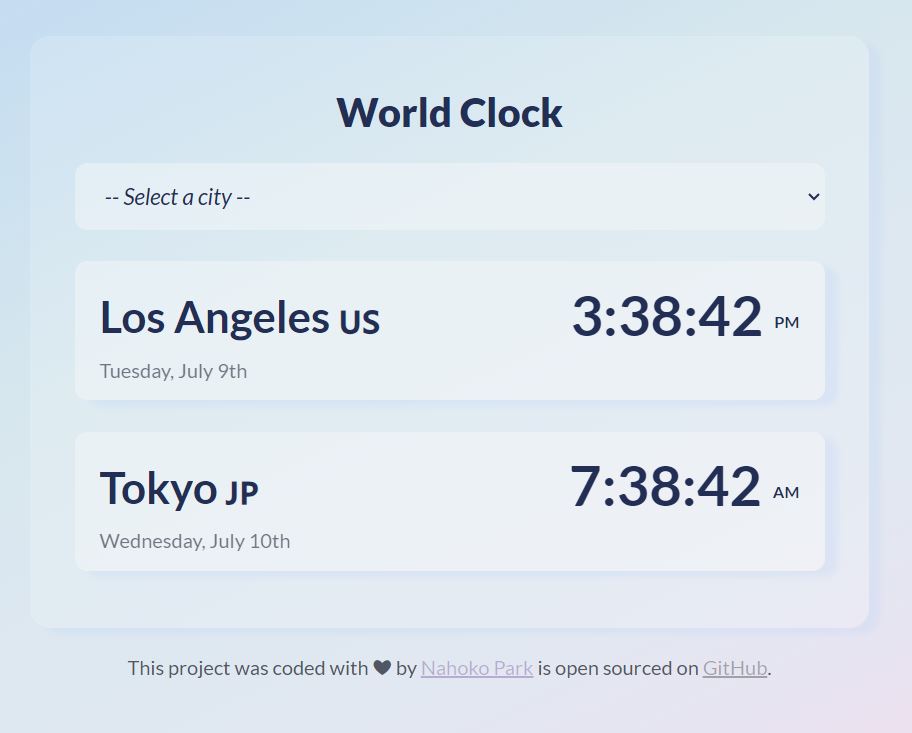 World Clock
-- Select a city --
Los Angeles US
3:38:42 PM
Tuesday, July 9th
Tokyo JP
7:38:42 AM
Wednesday, July 10th
This project was coded with ♥ by Nahoko Park is open sourced on GitHub.